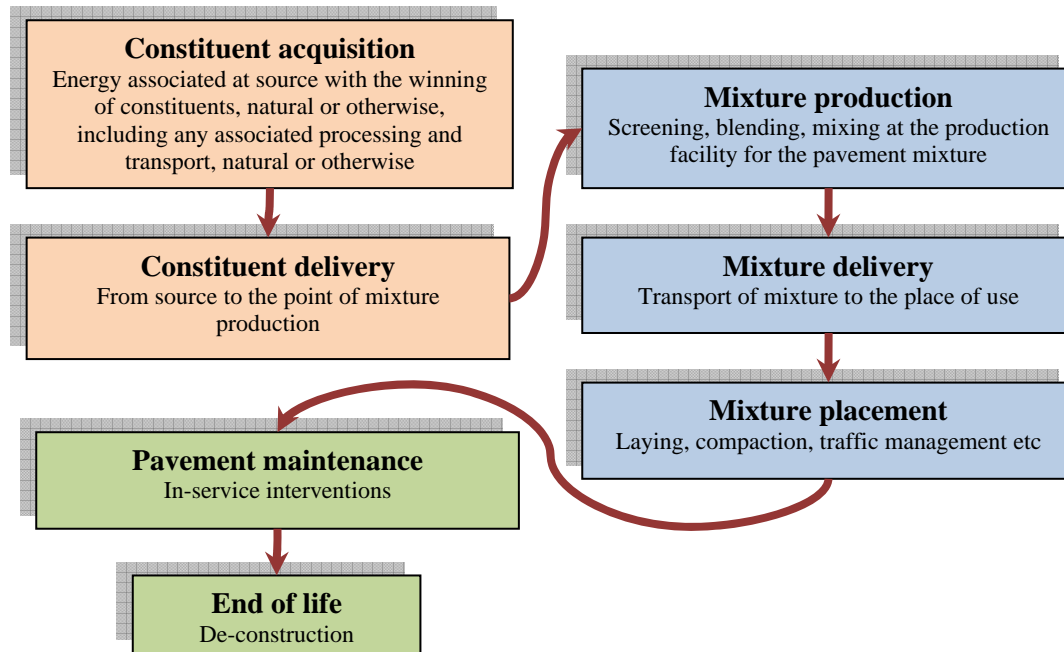 Constituent acquisition
Energy associated at source with the winning
of constituents, natural or otherwise,
including any associated processing and
transport, natural or otherwise
Constituent delivery
From source to the point of mixture
production
Mixture production
Screening, blending, mixing at the production
facility for the pavement mixture
Mixture delivery
Transport of mixture to the place of use
Mixture placement
Laying, compaction, traffic management etc
Pavement maintenance
In-service interventions
End of life
De-construction